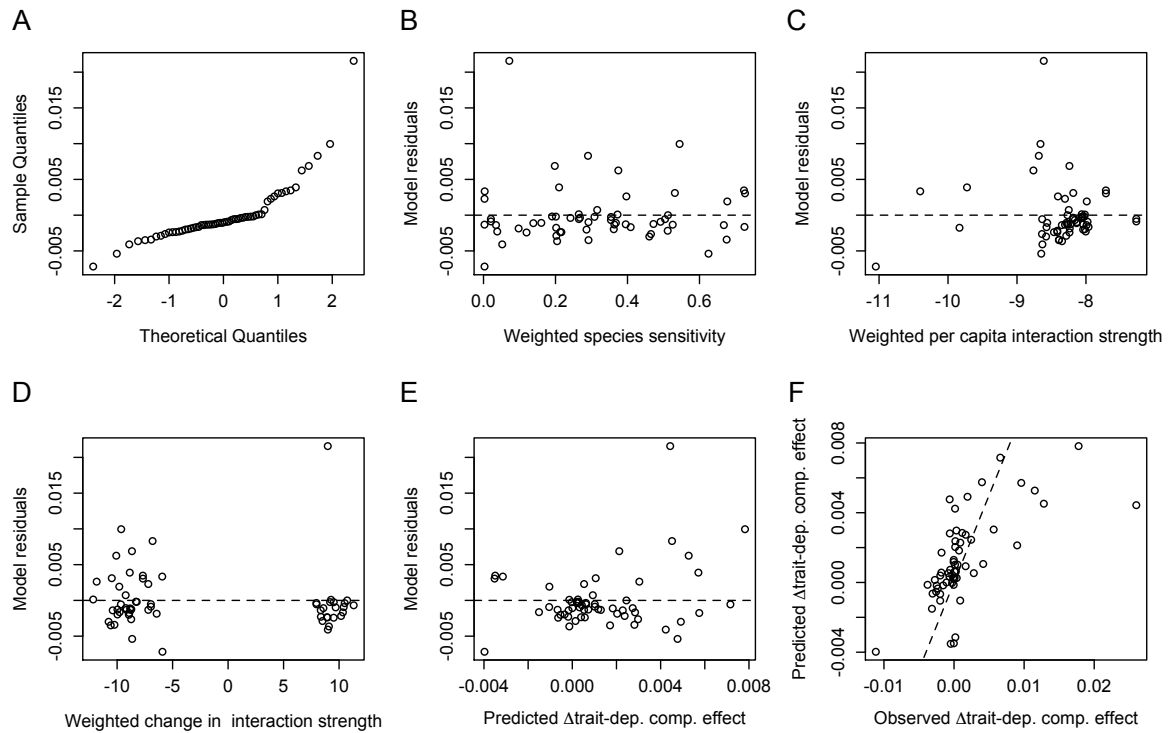 A
Sample Quantiles
-0.005 0.005 0.015
-2 -1 0 1 2
Theoretical Quantiles
B
Model residuals
-0.005 0.005 0.015
0.0 0.2 0.4 0.6
Weighted species sensitivity
C
Model residuals
-0.005 0.005 0.015
-11 -10 -9 -8
Weighted per capita interaction strength
D
Model residuals
-0.005 0.005 0.015
-10 -5 0 5 10
Weighted change in interaction strength
E
Model residuals
-0.005 0.005 0.015
-0.004 0.000 0.004 0.008
Predicted Δtrait-dep. comp. effect
F
Predicted Δtrait-dep. comp. effect
-0.004 0.000 0.004 0.008
-0.01 0.00 0.01 0.02
Observed Δtrait-dep. comp. effect